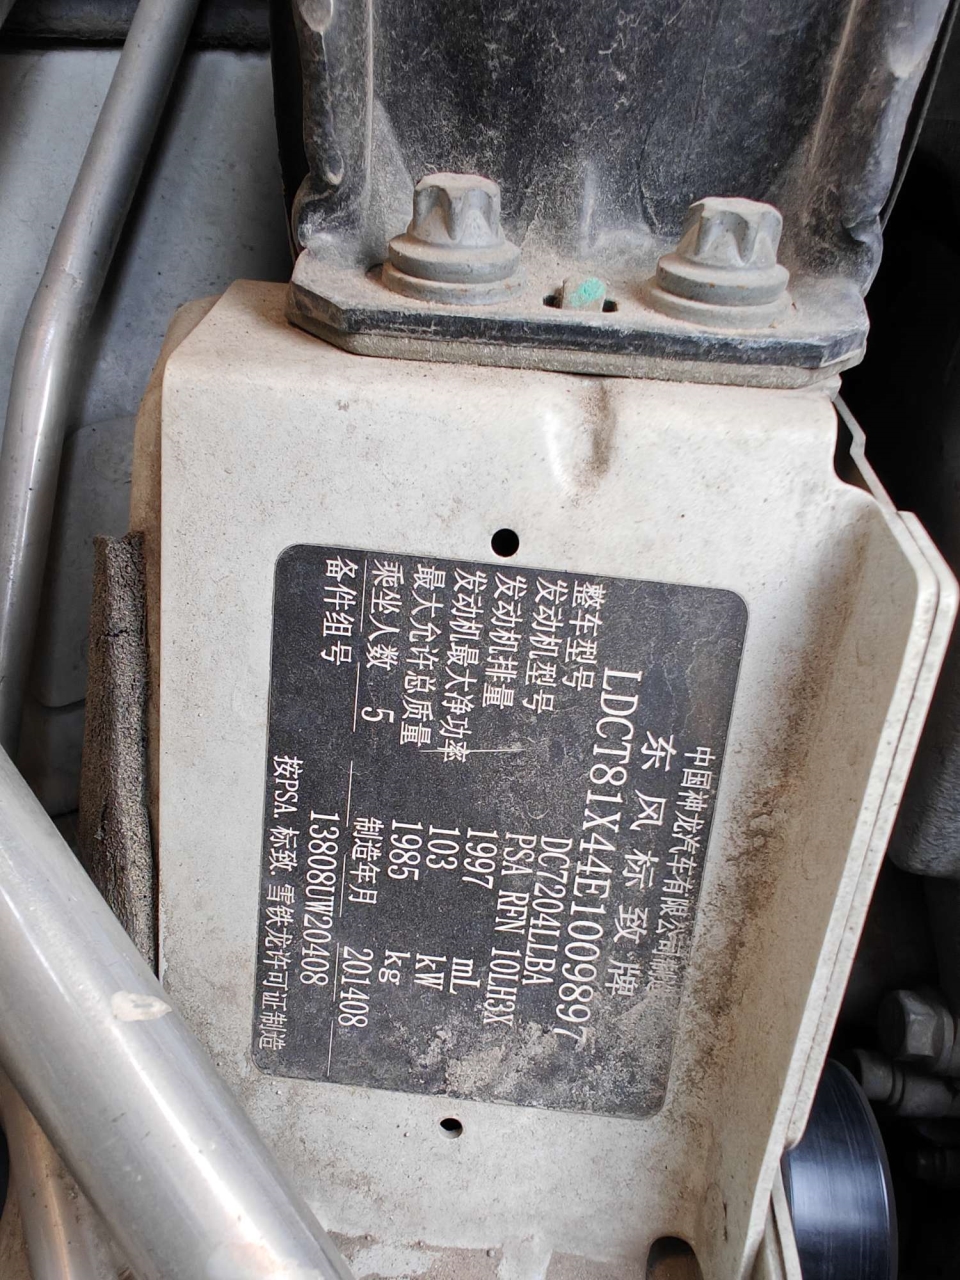 中国神龙汽车有限公司制造
东风标致牌
LDCT81X44E1009897
整车型号 DC7204LLBA
发动机型号 PSA RFN 10LH3X
发动机排量 1997 mL
发动机最大净功率 103 kW
最大允许总质量 1985 kg
乘坐人数 5 制造年月 201408
备件组号 13808UW20408
按PSA.标致.雪铁龙许可证制造